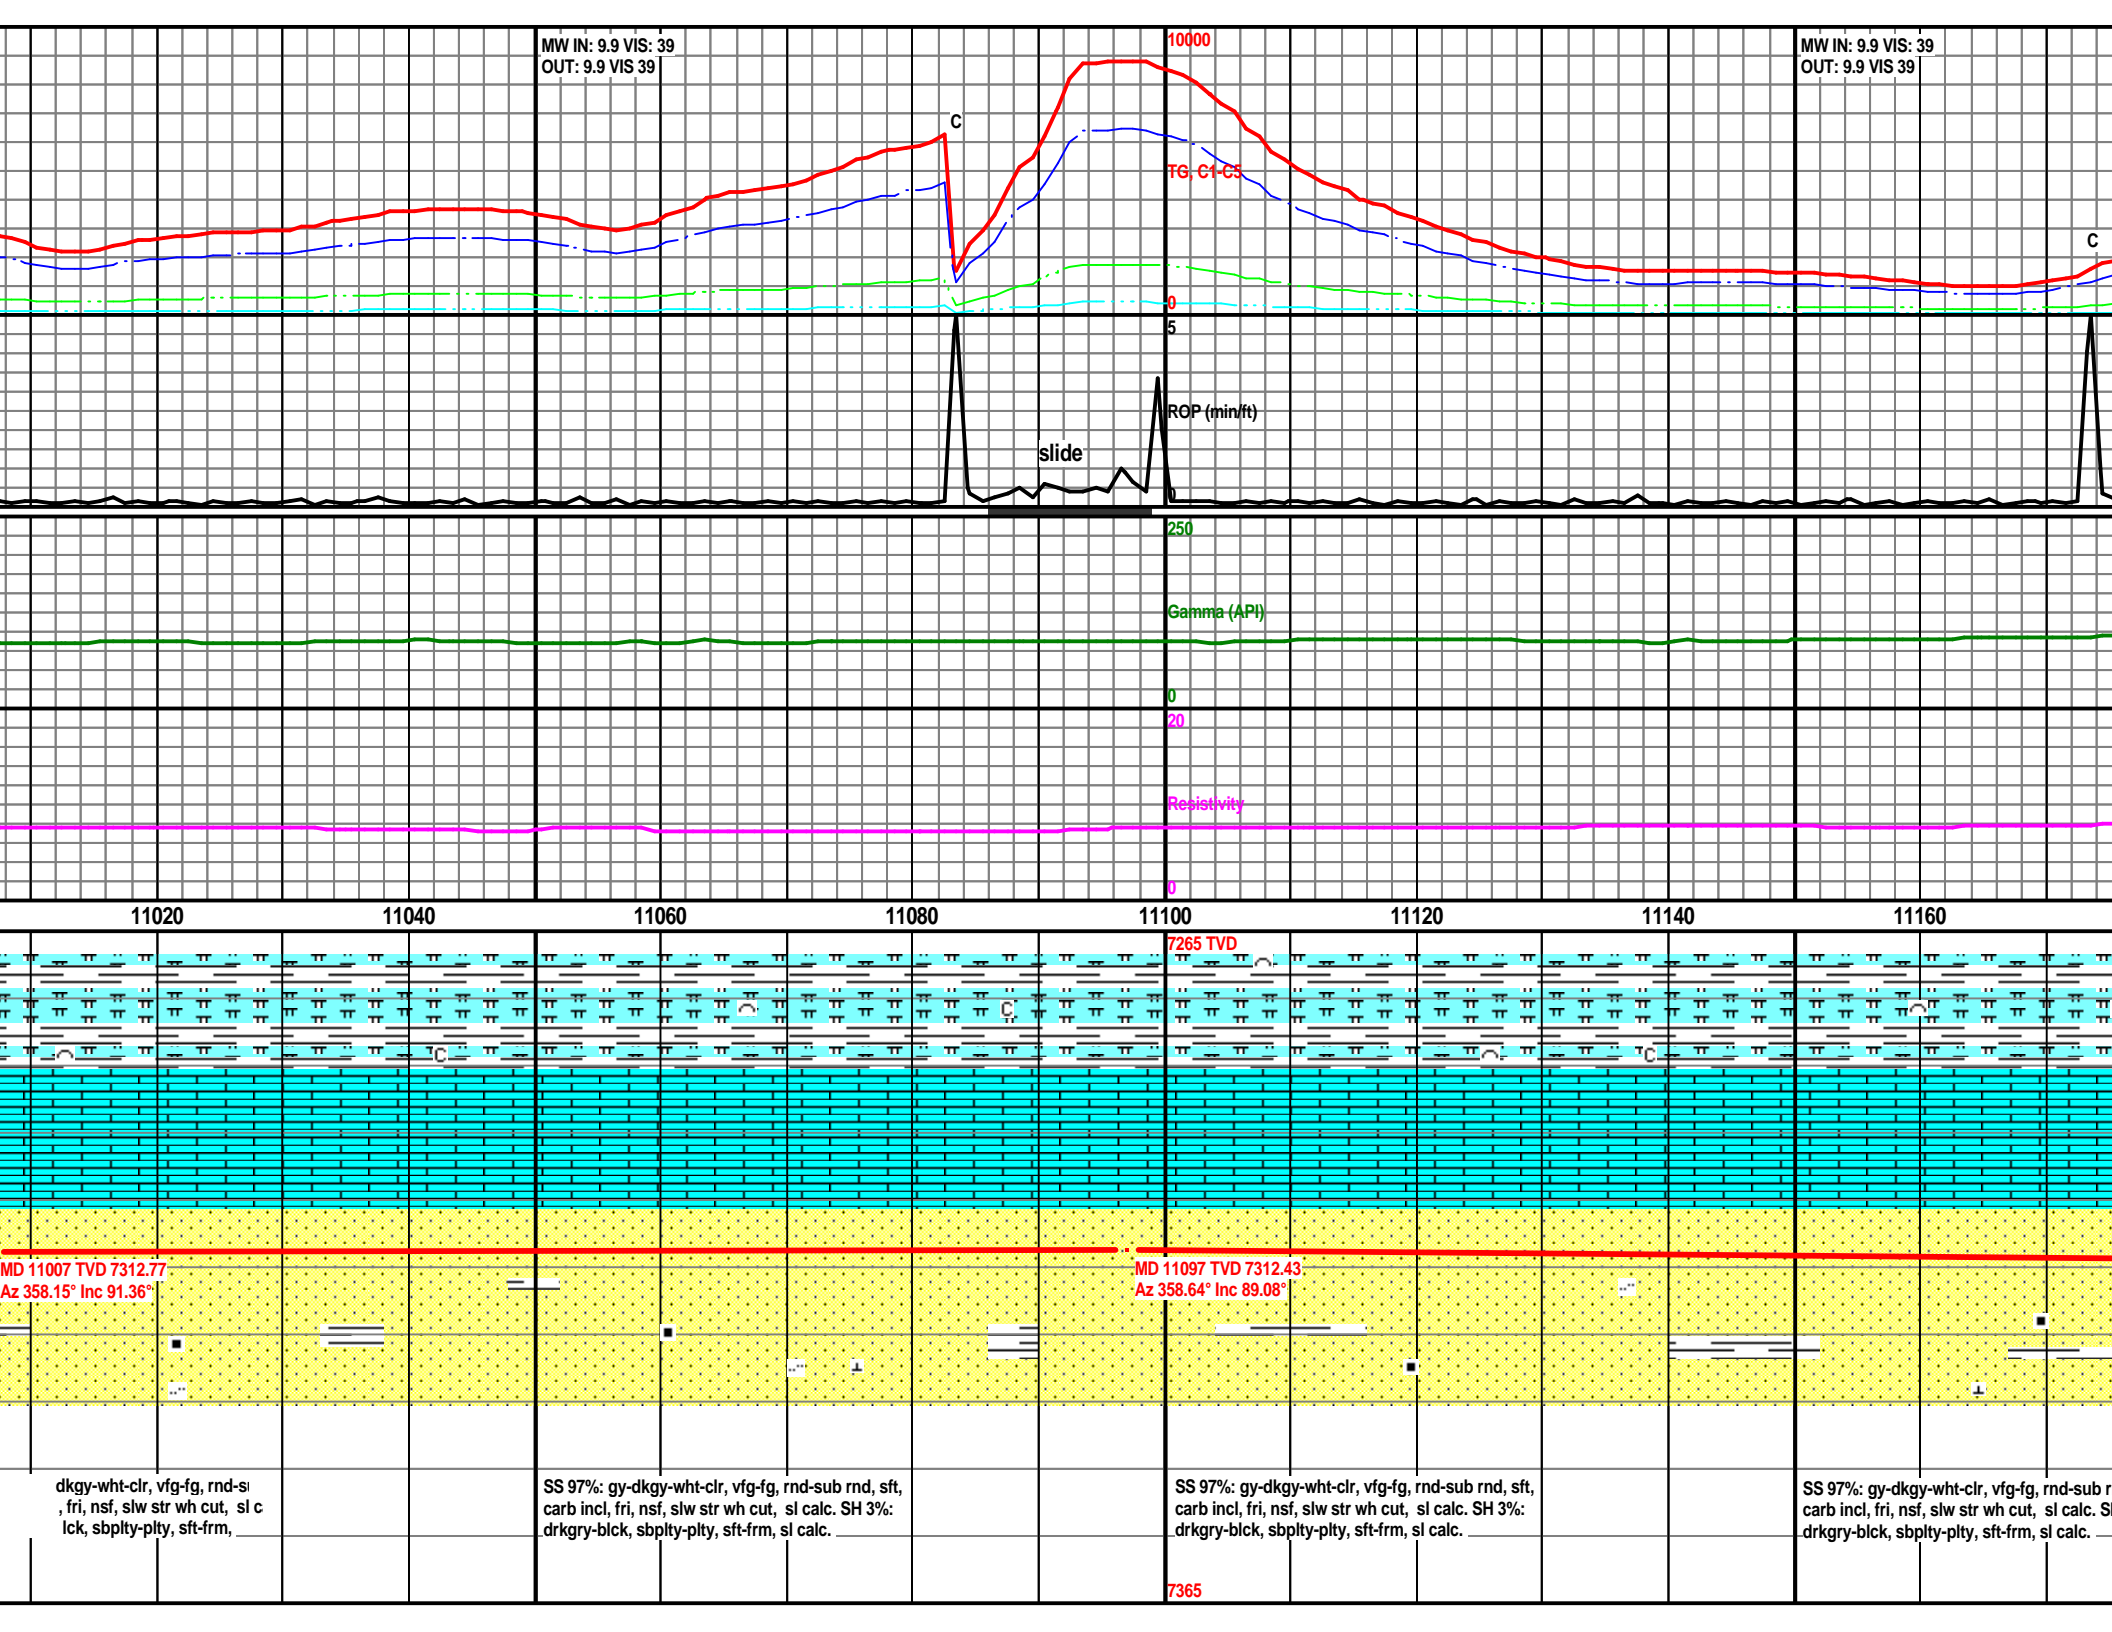 MW IN: 9.9 VIS: 39
OUT: 9.9 VIS 39
10000
MW IN: 9.9 VIS: 39
OUT: 9.9 VIS 39
C
TG, C1-C5
C
0
5
ROP (min/ft)
slide
0
250
Gamma (API)
0
20
Resistivity
0
11020 11040 11060 11080 11100 11120 11140 11160
7265 TVD
C
C
C
MD 11007 TVD 7312.77
Az 358.15° Inc 91.36°
MD 11097 TVD 7312.43
Az 358.64° Inc 89.08°
dkgy-wht-clr, vfg-fg, rnd-s
, fri, nsf, slw str wh cut, sl c
lck, sbplty-plty, sft-frm,
SS 97%: gy-dkgy-wht-clr, vfg-fg, rnd-sub rnd, sft,
carb incl, fri, nsf, slw str wh cut, sl calc. SH 3%:
drkgry-blck, sbplty-plty, sft-frm, sl calc.
SS 97%: gy-dkgy-wht-clr, vfg-fg, rnd-sub rnd, sft,
carb incl, fri, nsf, slw str wh cut, sl calc. SH 3%:
drkgry-blck, sbplty-plty, sft-frm, sl calc.
SS 97%: gy-dkgy-wht-clr, vfg-fg, rnd-sub r
carb incl, fri, nsf, slw str wh cut, sl calc. S
drkgry-blck, sbplty-plty, sft-frm, sl calc.
7365